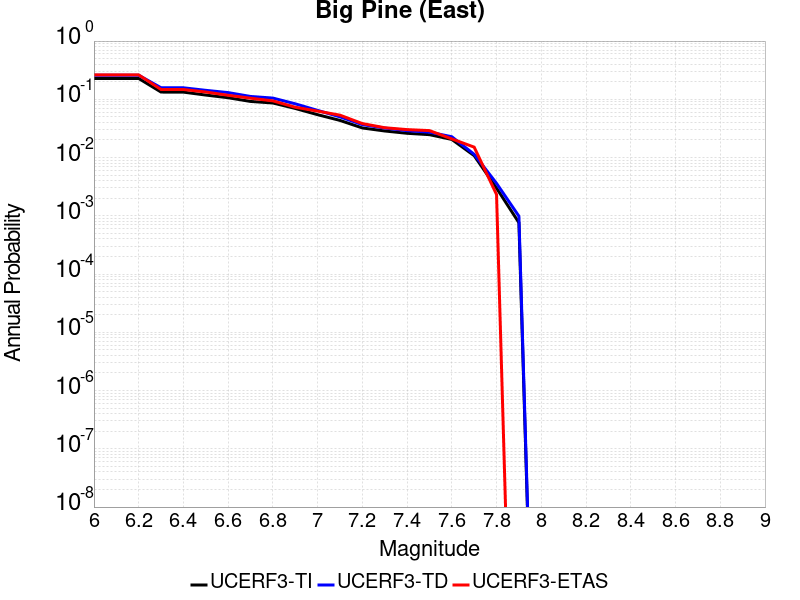 Big Pine (East)
10^0
10^-1
10^-2
10^-3
10^-4
10^-5
10^-6
10^-7
10^-8
Annual Probability
6 6.2 6.4 6.6 6.8 7 7.2 7.4 7.6 7.8 8 8.2 8.4 8.6 8.8 9
Magnitude
UCERF3-TI UCERF3-TD UCERF3-ETAS